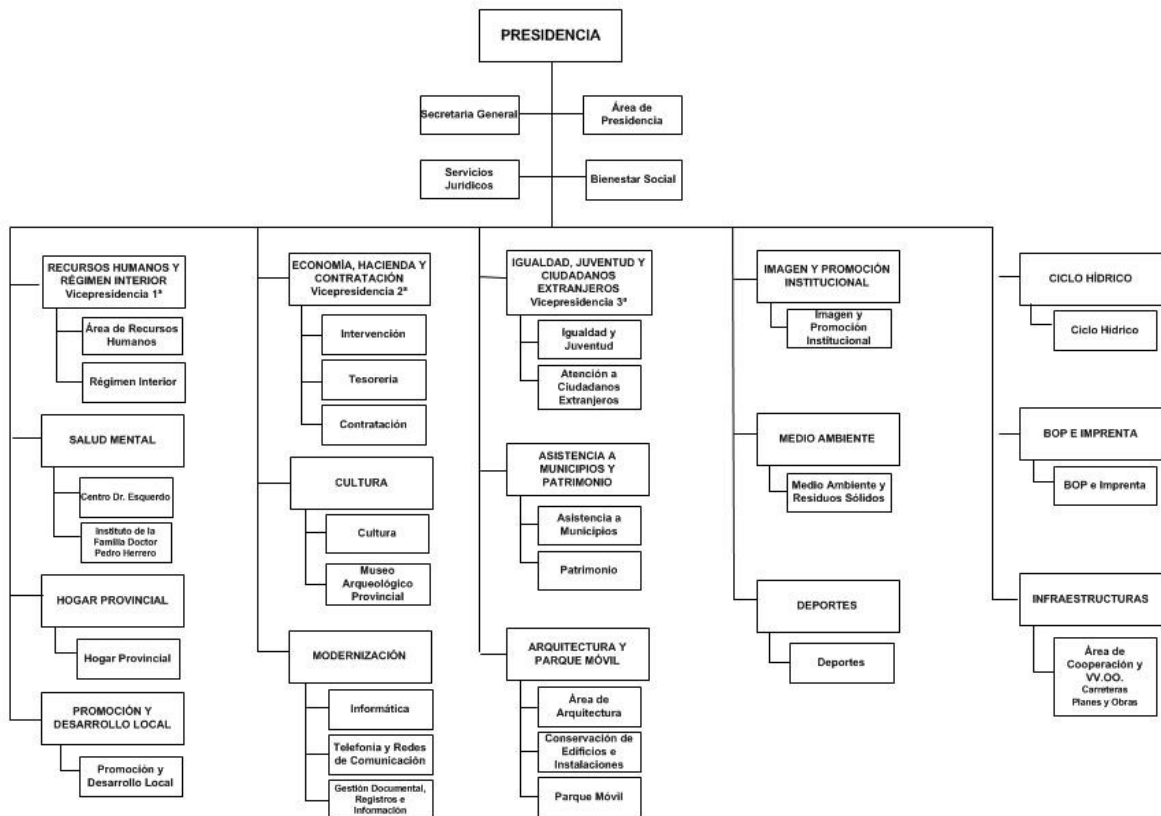 PRESIDENCIA
Secretaria General
Área de
Presidencia
Servicios
Jurídicos
Bienestar Social
RECURSOS HUMANOS Y
RÉGIMEN INTERIOR
Vicepresidencia 1ª
Área de Recursos
Humanos
Régimen Interior
SALUD MENTAL
Centro Dr. Esquerdo
Instituto de la
Familia Doctor
Pedro Herrero
HOGAR PROVINCIAL
Hogar Provincial
PROMOCIÓN Y
DESARROLLO LOCAL
Promoción y
Desarrollo Local
ECONOMÍA, HACIENDA Y
CONTRATACIÓN
Vicepresidencia 2ª
Intervención
Tesorería
Contratación
CULTURA
Cultura
Museo
Arqueológico
Provincial
MODERNIZACIÓN
Informática
Telefonía y Redes
de Comunicación
Gestión Documental,
Registros e
Información
IGUALDAD, JUVENTUD Y
CIUDADANOS
EXTRANJEROS
Vicepresidencia 3ª
Igualdad y
Juventud
Atención a
Ciudadanos
Extranjeros
ASISTENCIA A
MUNICIPIOS Y
PATRIMONIO
Asistencia a
Municipios
Patrimonio
ARQUITECTURA Y
PARQUE MÓVIL
Área de
Arquitectura
Conservación de
Edificios e
Instalaciones
Parque Móvil
IMAGEN Y PROMOCIÓN
INSTITUCIONAL
Imagen y
Promoción
Institucional
MEDIO AMBIENTE
Medio Ambiente y
Residuos Sólidos
DEPORTES
Deportes
CICLO HÍDRICO
Ciclo Hídrico
BOP E IMPRENTA
BOP e Imprenta
INFRAESTRUCTURAS
Área de
Cooperación y
VV.OO.
Carreteras
Planes y Obras